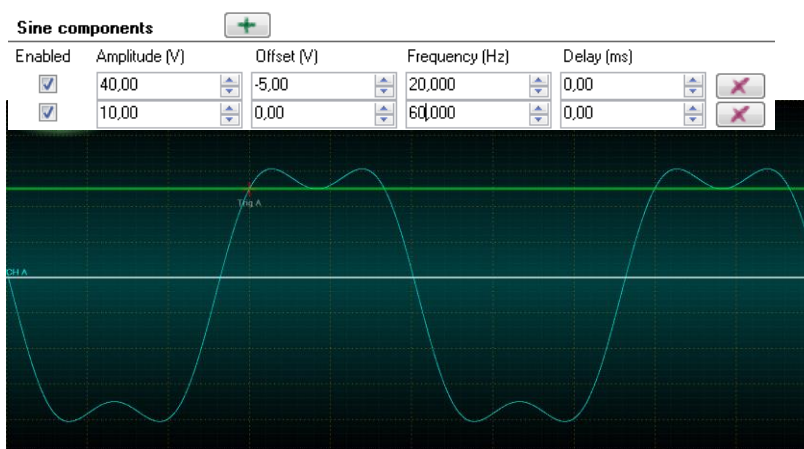 Sine components
Enabled Amplitude (V) Offset (V) Frequency (Hz) Delay (ms)
40,00 -5,00 20,000 0,00
10,00 0,00 60,000 0,00
Trig A
CH A